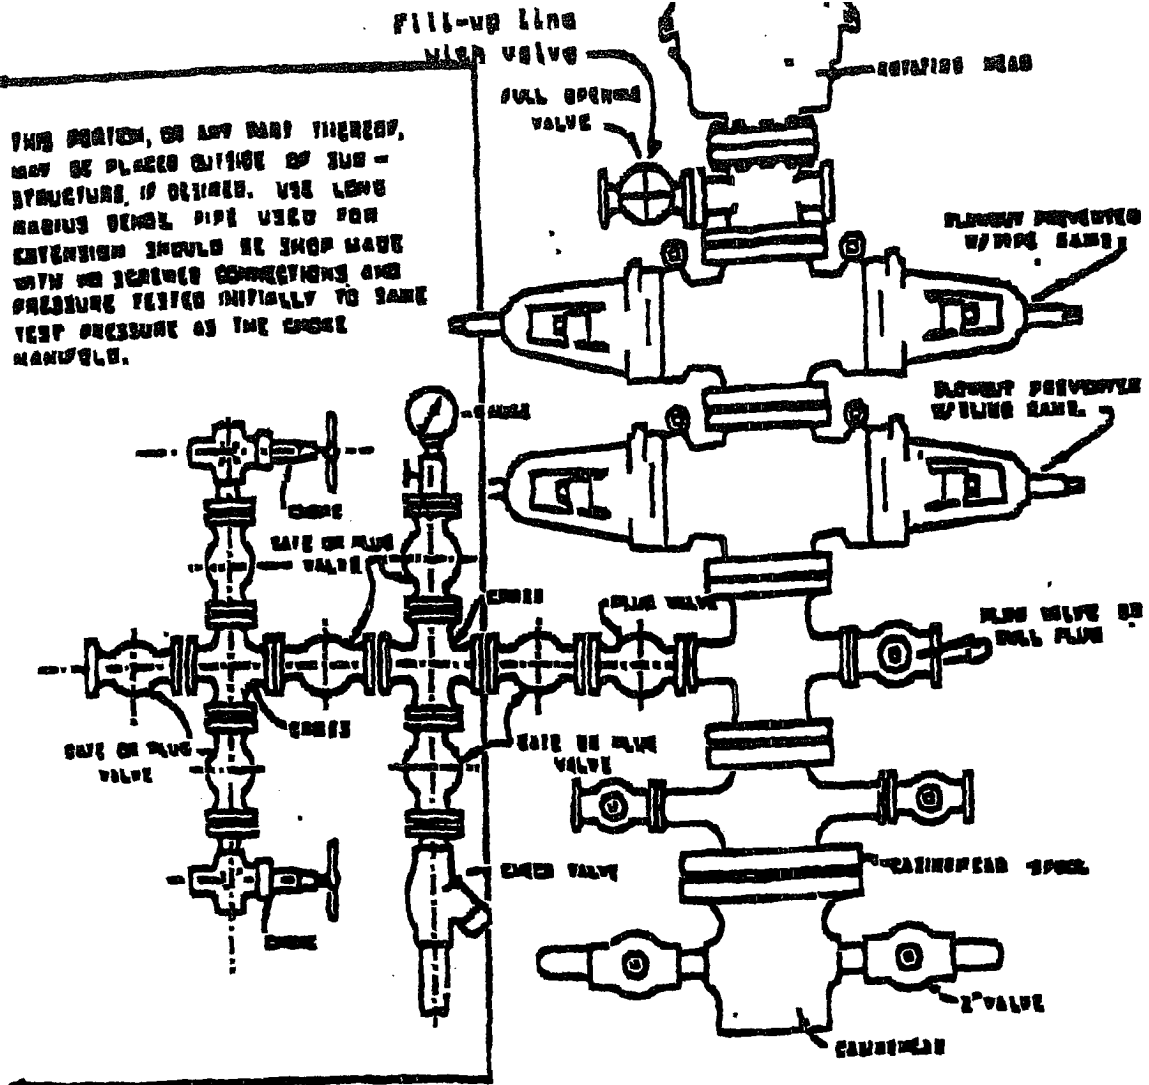 Fill-up line
with valve
FULL OPENING
VALVE
ROTATING HEAD
THIS PORTION, OR ANY PART THEREOF,
MAY BE PLACED OUTSIDE OF SUB-
STRUCTURE, IF DESIRED. USE LONG
RADIUS BENDS. PIPE USED FOR
EXTENSION SHOULD BE SHOP MADE
WITH NO SCREWED CONNECTIONS AND
PRESSURE TESTED INITIALLY TO SAME
TEST PRESSURE AS THE CHOKE
MANIFOLD.
BLOWOUT PREVENTER
W/PIPE RAMS.
BLOWOUT PREVENTER
W/BLIND RAMS.
GAUGE
CHOKE
GATE OR PLUG
VALVE
CROSS
PLUG VALVE
PLUG VALVE OR
BULL PLUG
CROSS
GATE OR PLUG
VALVE
GATE OR PLUG
VALVE
CHECK VALVE
CASINGHEAD SPOOL
CHOKE
VALVE
CASINGHEAD